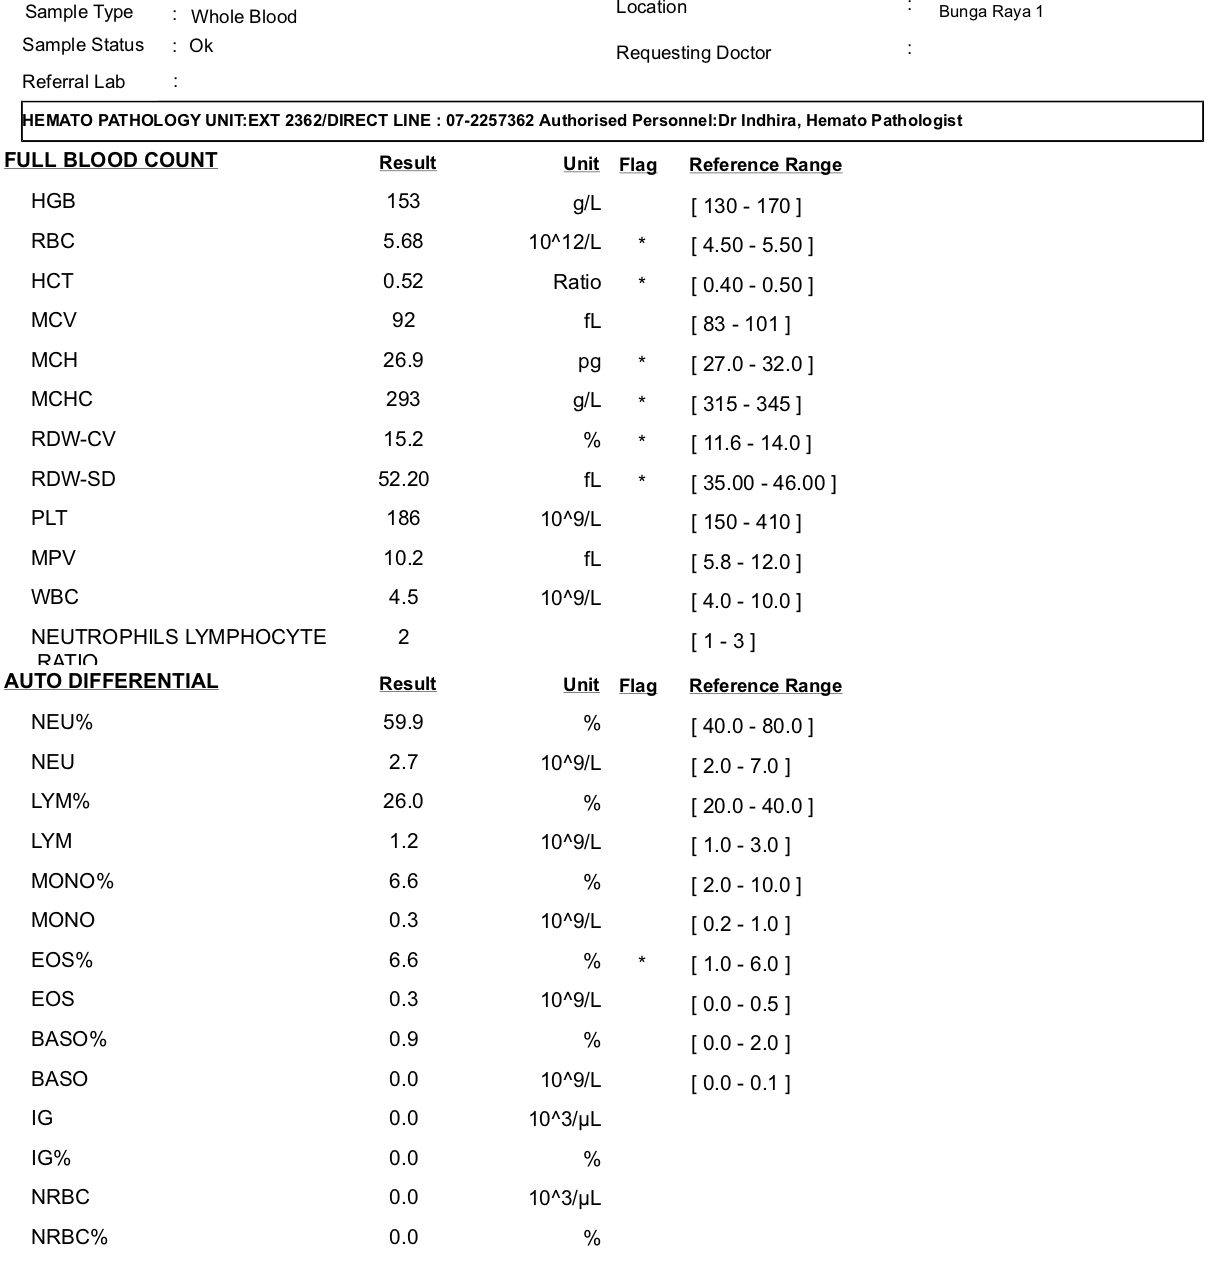 Sample Type : Whole Blood Location : Bunga Raya 1
Sample Status : Ok Requesting Doctor :
Referral Lab :
HEMATO PATHOLOGY UNIT:EXT 2362/DIRECT LINE : 07-2257362 Authorised Personnel:Dr Indhira, Hemato Pathologist
FULL BLOOD COUNT Result Unit Flag Reference Range
HGB 153 g/L [ 130 - 170 ]
RBC 5.68 10^12/L * [ 4.50 - 5.50 ]
HCT 0.52 Ratio * [ 0.40 - 0.50 ]
MCV 92 fL [ 83 - 101 ]
MCH 26.9 pg * [ 27.0 - 32.0 ]
MCHC 293 g/L * [ 315 - 345 ]
RDW-CV 15.2 % * [ 11.6 - 14.0 ]
RDW-SD 52.20 fL * [ 35.00 - 46.00 ]
PLT 186 10^9/L [ 150 - 410 ]
MPV 10.2 fL [ 5.8 - 12.0 ]
WBC 4.5 10^9/L [ 4.0 - 10.0 ]
NEUTROPHILS LYMPHOCYTE 2 [ 1 - 3 ]
RATIO
AUTO DIFFERENTIAL Result Unit Flag Reference Range
NEU% 59.9 % [ 40.0 - 80.0 ]
NEU 2.7 10^9/L [ 2.0 - 7.0 ]
LYM% 26.0 % [ 20.0 - 40.0 ]
LYM 1.2 10^9/L [ 1.0 - 3.0 ]
MONO% 6.6 % [ 2.0 - 10.0 ]
MONO 0.3 10^9/L [ 0.2 - 1.0 ]
EOS% 6.6 % * [ 1.0 - 6.0 ]
EOS 0.3 10^9/L [ 0.0 - 0.5 ]
BASO% 0.9 % [ 0.0 - 2.0 ]
BASO 0.0 10^9/L [ 0.0 - 0.1 ]
IG 0.0 10^3/µL
IG% 0.0 %
NRBC 0.0 10^3/µL
NRBC% 0.0 %